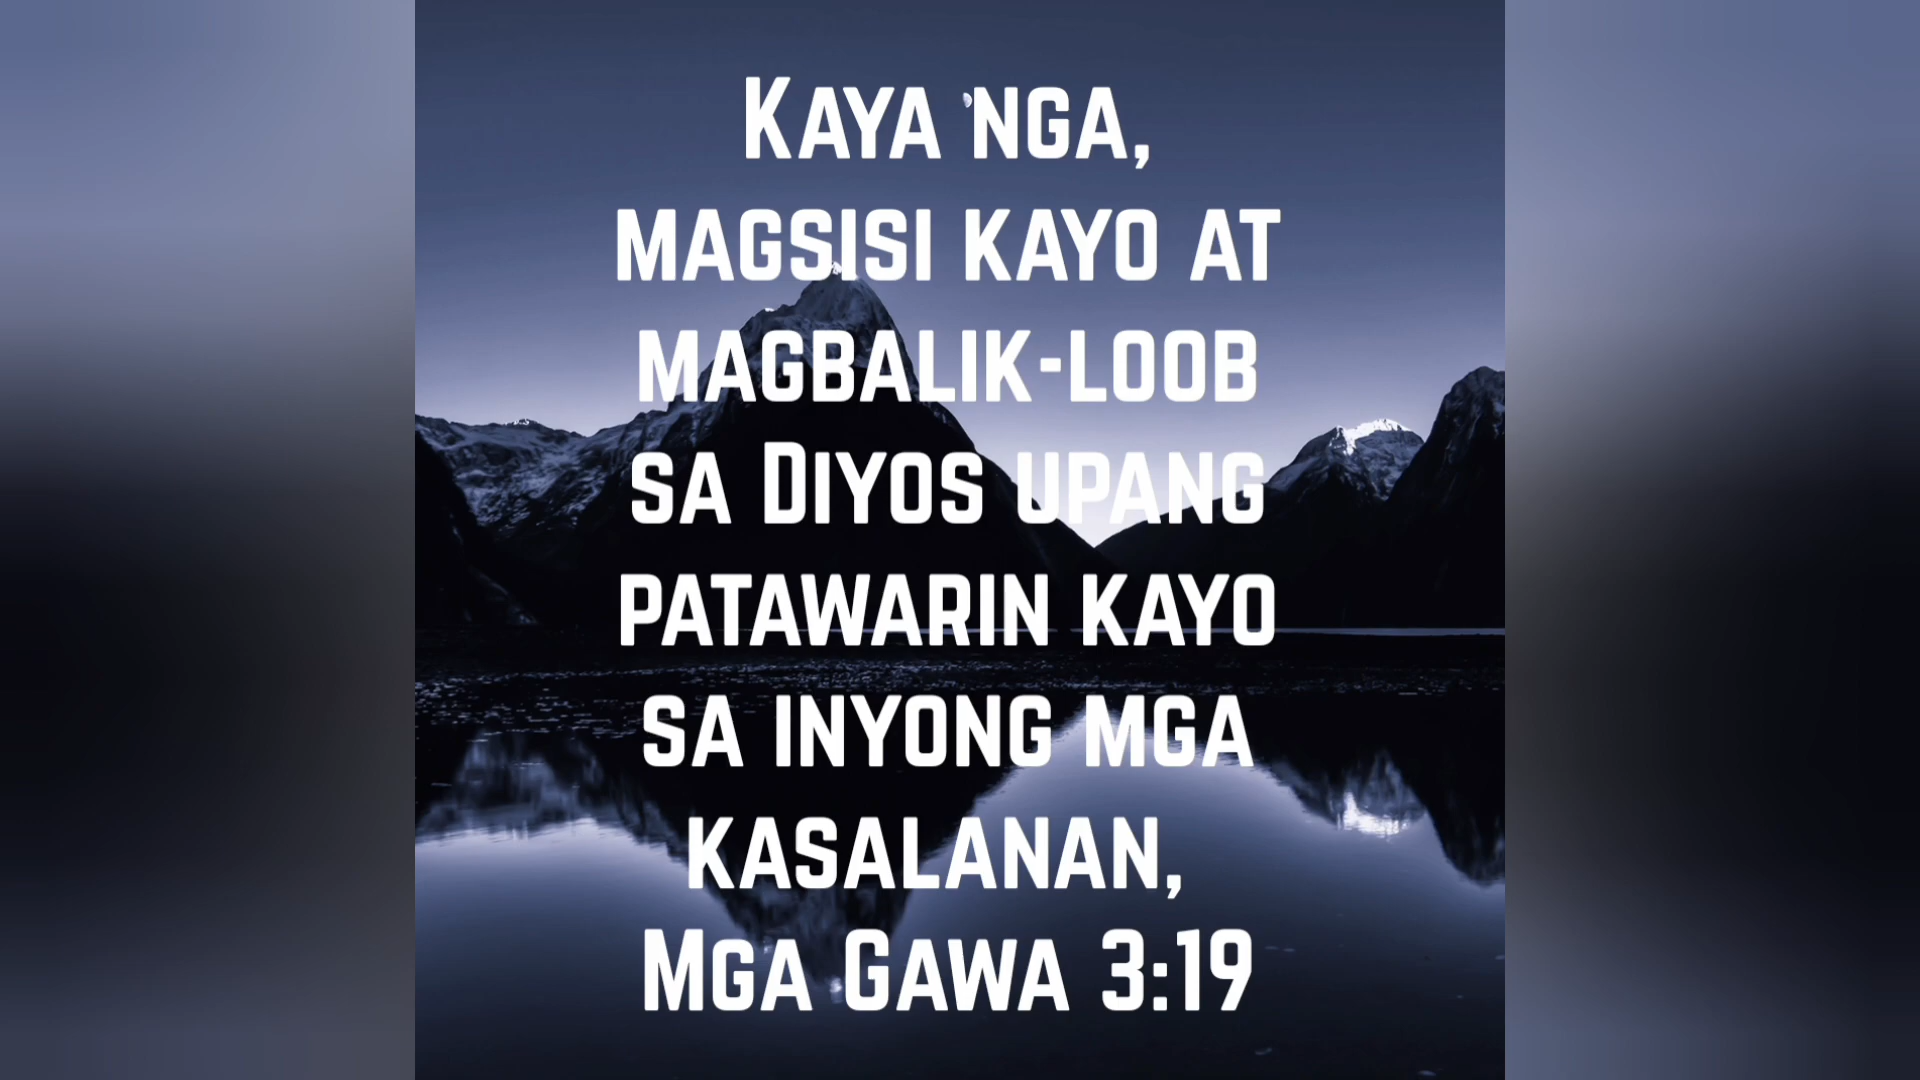 Kaya nga,
magsisi kayo at
magbalik-loob
sa Diyos upang
patawarin kayo
sa inyong mga
kasalanan,
Mga Gawa 3:19